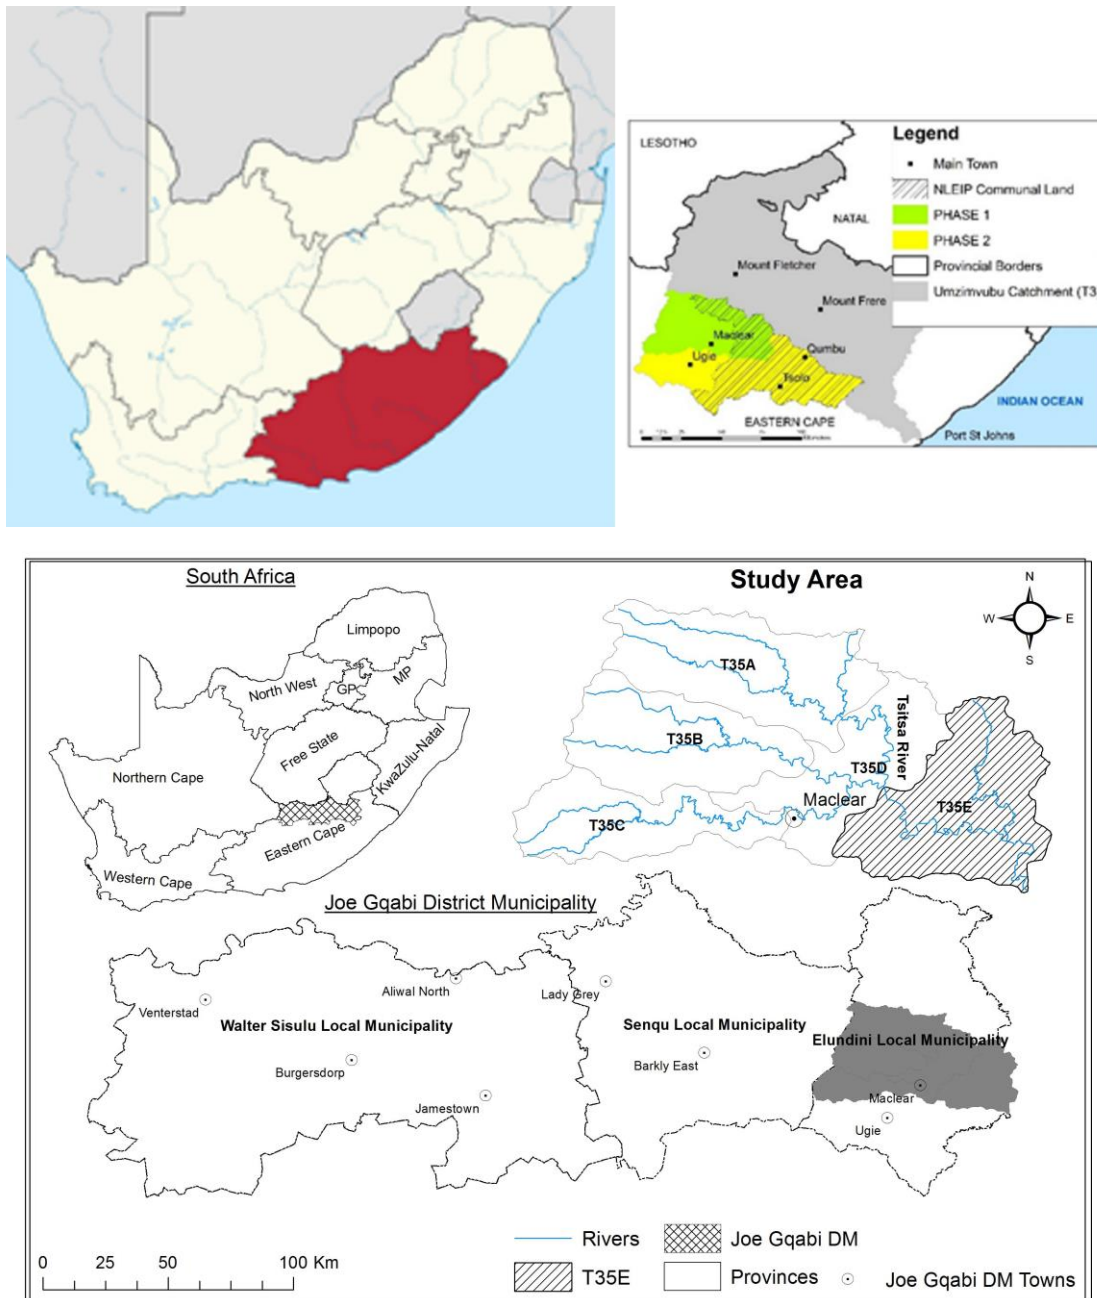 Legend
LESOTHO
Main Town
NLEIP Communal Land
NATAL
PHASE 1
PHASE 2
Provincial Borders
Umzimvubu Catchment (T3
Mount Fletcher
Mount Frere
Maclear
Qumbu
Ugie
Tsolo
INDIAN OCEAN
EASTERN CAPE
Port St Johns
South Africa
Study Area
N
W
E
S
Limpopo
North West
GP
MP
Free State
KwaZulu-Natal
Northern Cape
Eastern Cape
Western Cape
T35A
T35B
T35C
T35D
T35E
Tsitsa River
Maclear
Joe Gqabi District Municipality
Venterstad
Aliwal North
Lady Grey
Walter Sisulu Local Municipality
Senqu Local Municipality
Elundini Local Municipality
Burgersdorp
Barkly East
Jamestown
Maclear
Ugie
Rivers
Joe Gqabi DM
T35E
Provinces
Joe Gqabi DM Towns
0 25 50 100 Km